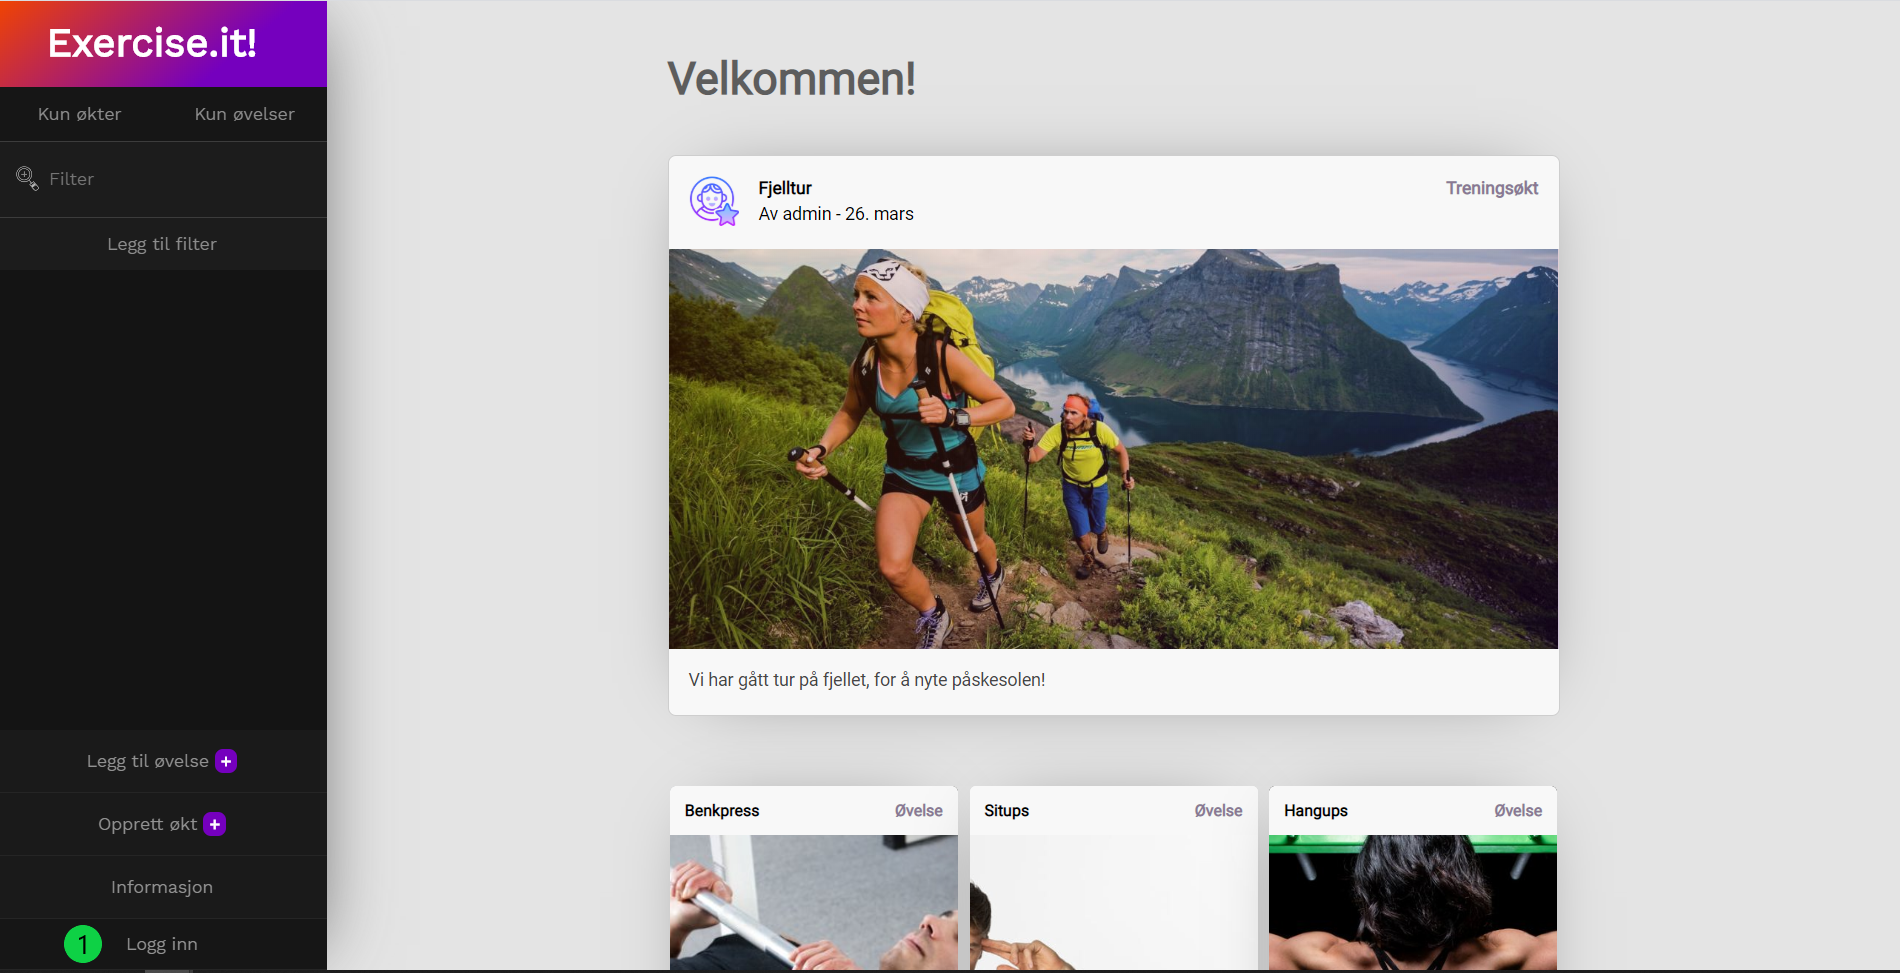 Exercise.it!
Kun økter
Kun øvelser
Filter
Legg til filter
Legg til øvelse +
Opprett økt +
Informasjon
1 Logg inn
Velkommen!
Fjelltur
Treningsøkt
Av admin - 26. mars
Vi har gått tur på fjellet, for å nyte påskesolen!
Benkpress
Øvelse
Situps
Øvelse
Hangups
Øvelse